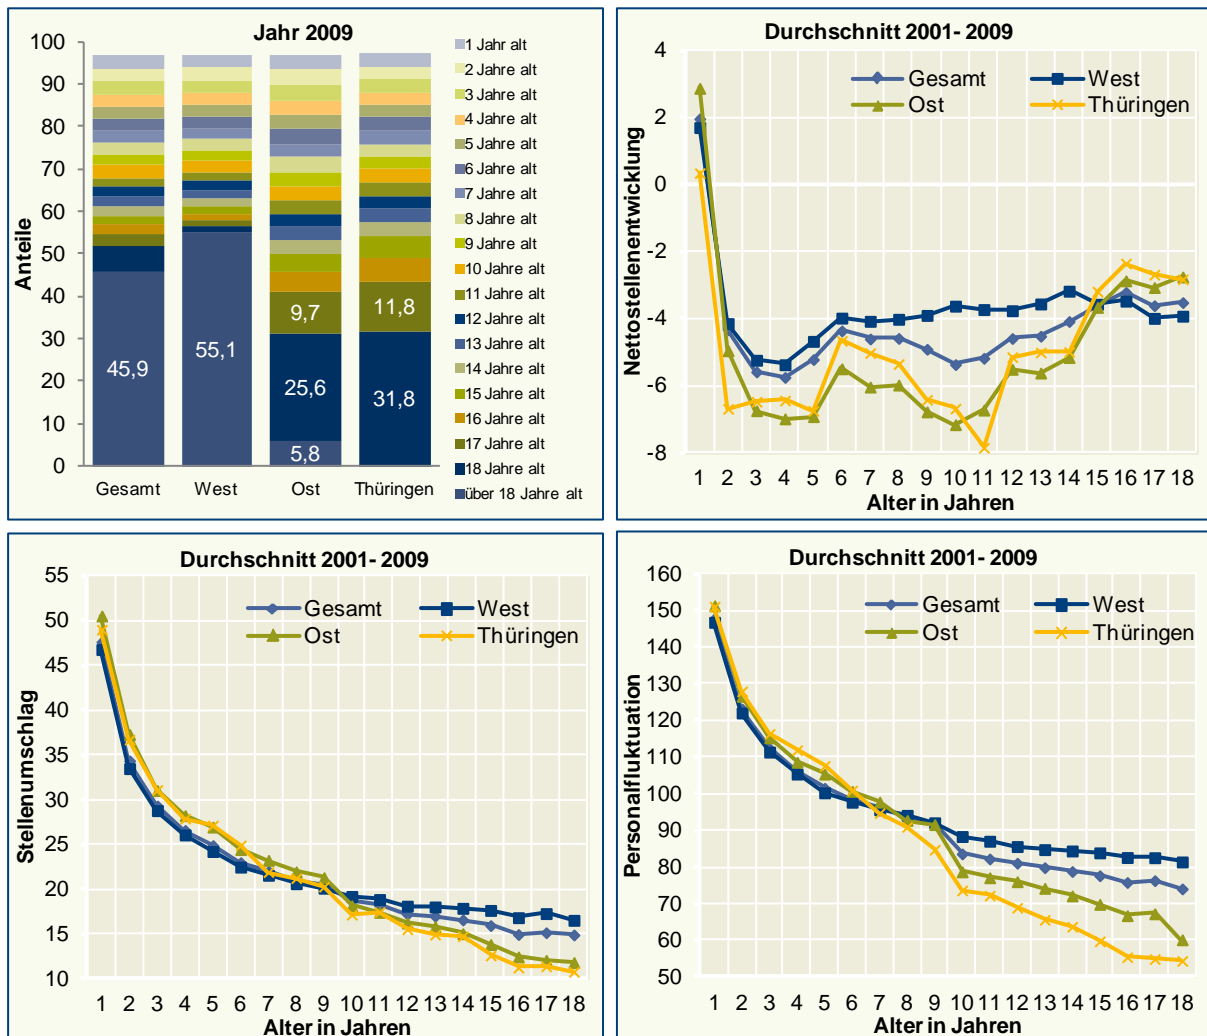 Jahr 2009
Anteile
100
90
80
70
60
50
40
30
20
10
0
45,9
55,1
9,7
25,6
5,8
11,8
31,8
Gesamt West Ost Thüringen
1 Jahr alt
2 Jahre alt
3 Jahre alt
4 Jahre alt
5 Jahre alt
6 Jahre alt
7 Jahre alt
8 Jahre alt
9 Jahre alt
10 Jahre alt
11 Jahre alt
12 Jahre alt
13 Jahre alt
14 Jahre alt
15 Jahre alt
16 Jahre alt
17 Jahre alt
18 Jahre alt
über 18 Jahre alt
Durchschnitt 2001- 2009
Gesamt West
Ost Thüringen
Nettostellenentwicklung
4
2
0
-2
-4
-6
-8
1 2 3 4 5 6 7 8 9 10 11 12 13 14 15 16 17 18
Alter in Jahren
Durchschnitt 2001- 2009
Gesamt West
Ost Thüringen
Stellenumschlag
55
50
45
40
35
30
25
20
15
10
1 2 3 4 5 6 7 8 9 10 11 12 13 14 15 16 17 18
Alter in Jahren
Durchschnitt 2001- 2009
Gesamt West
Ost Thüringen
Personalfluktuation
160
150
140
130
120
110
100
90
80
70
60
50
1 2 3 4 5 6 7 8 9 10 11 12 13 14 15 16 17 18
Alter in Jahren